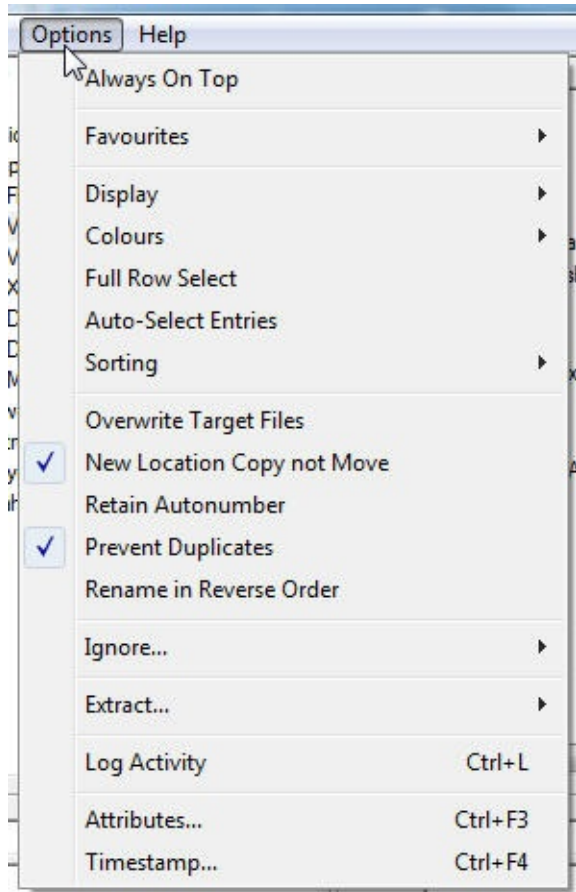 Options Help
Always On Top
Favourites
Display
Colours
Full Row Select
Auto-Select Entries
Sorting
Overwrite Target Files
New Location Copy not Move
Retain Autonumber
Prevent Duplicates
Rename in Reverse Order
Ignore...
Extract...
Log Activity Ctrl+L
Attributes... Ctrl+F3
Timestamp... Ctrl+F4